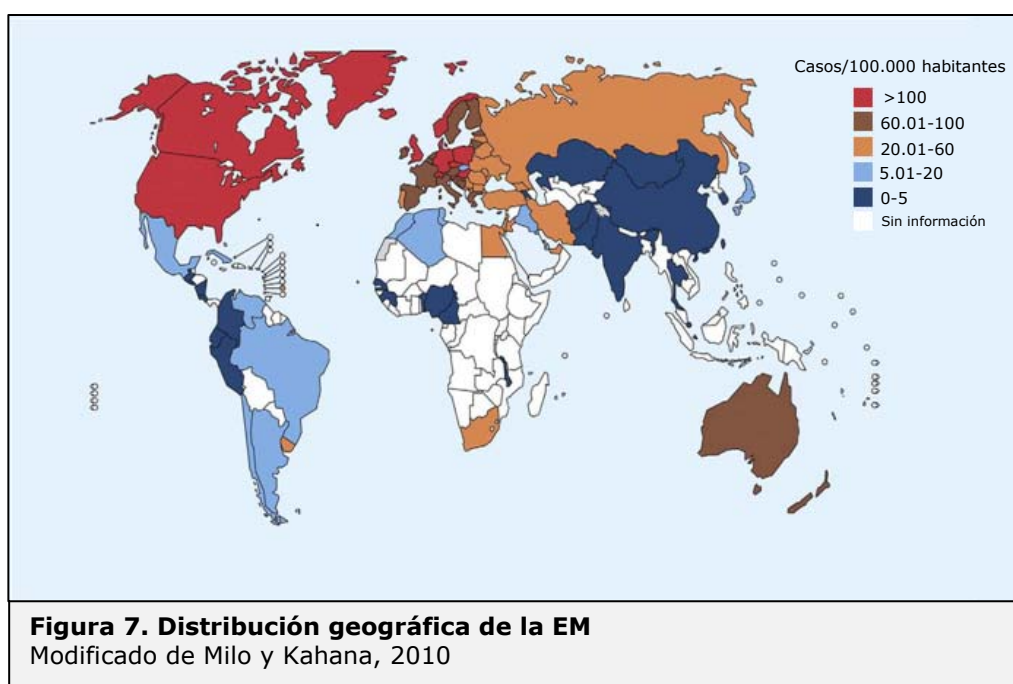 Casos/100.000 habitantes
>100
60.01-100
20.01-60
5.01-20
0-5
Sin información
Figura 7. Distribución geográfica de la EM
Modificado de Milo y Kahana, 2010